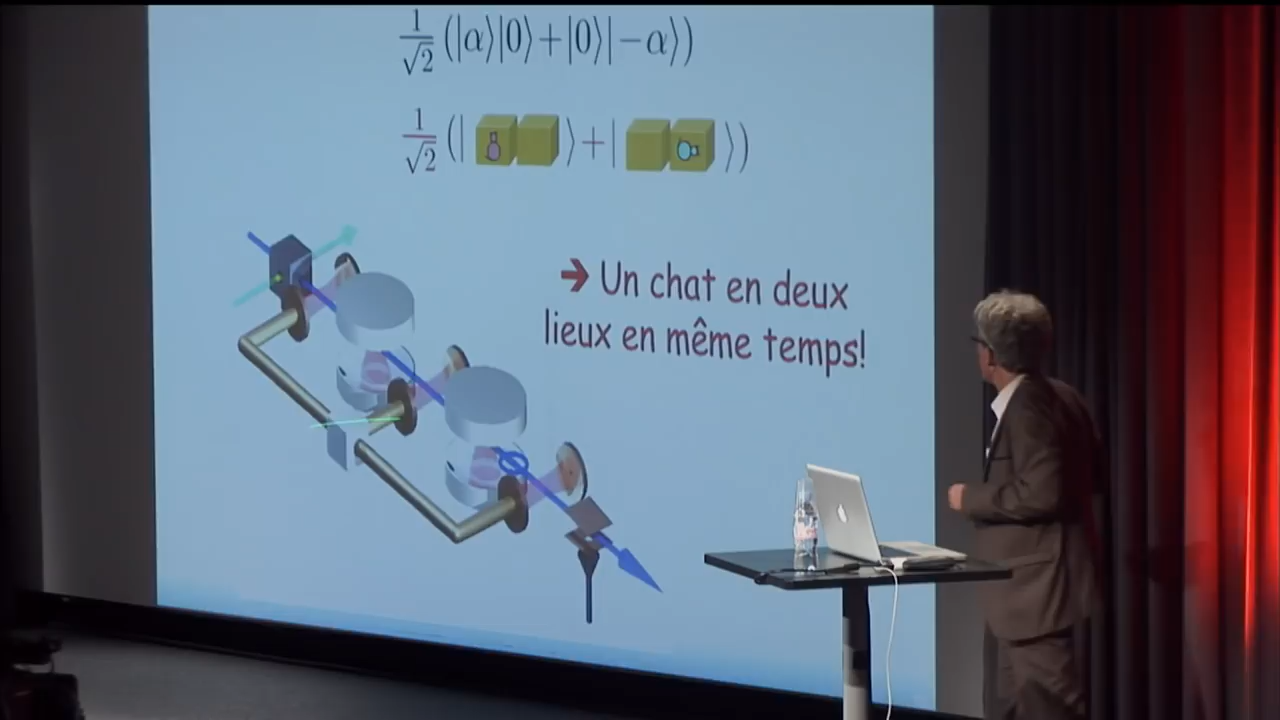 1/√2 (|α⟩|0⟩+|0⟩|−α⟩)
1/√2 (| ⟩+| ⟩)
➔ Un chat en deux
lieux en même temps!